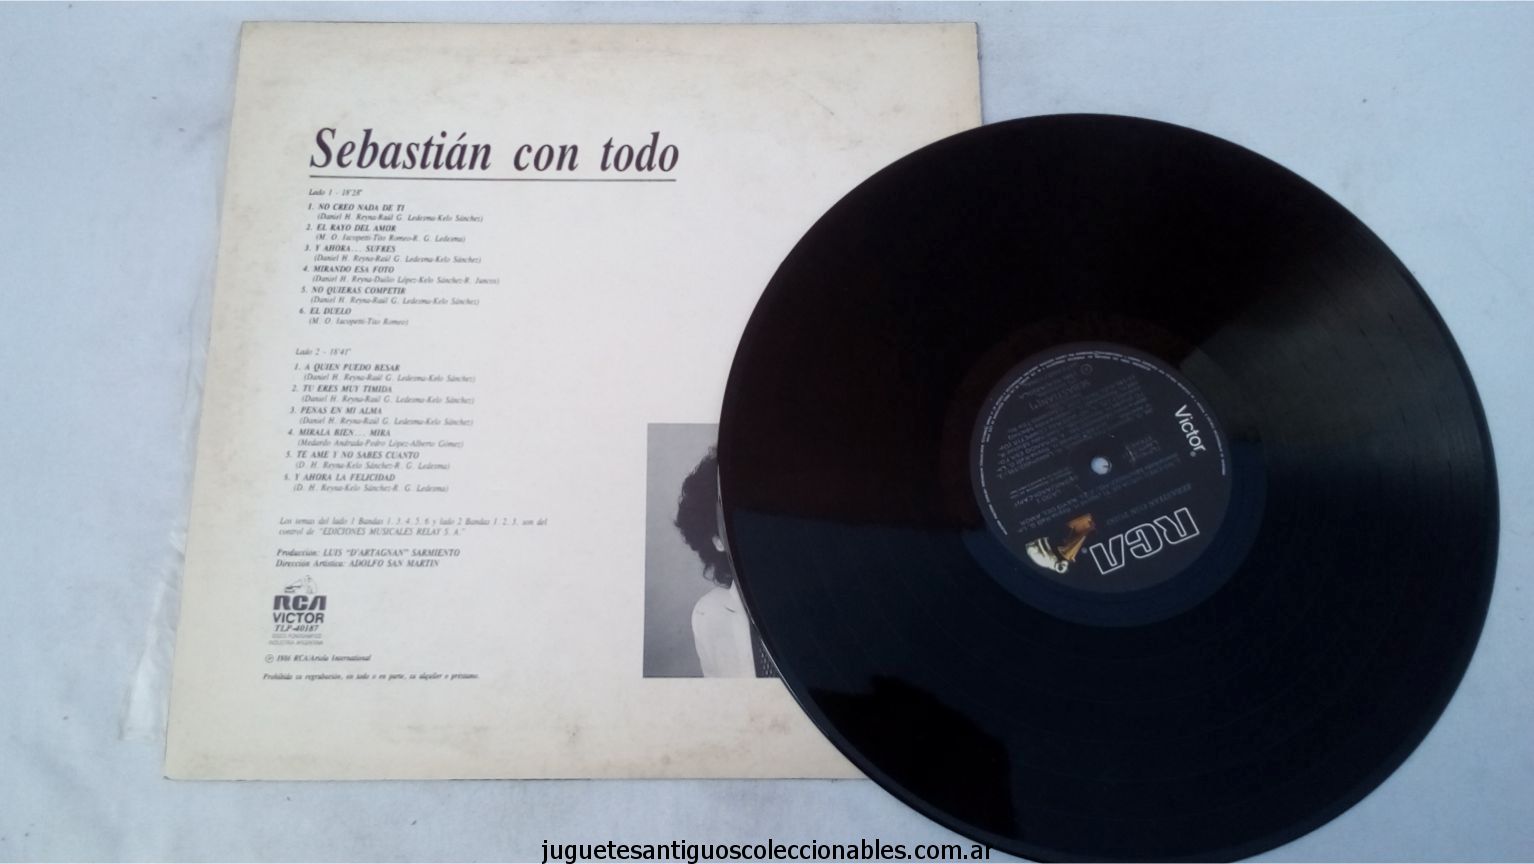 Sebastián con todo
Lado 1 - 18'28"
1. NO CREO NADA DE TI
(Daniel H. Reyna-Raúl G. Ledesma-Kelo Sánchez)
2. EL RAYO DEL AMOR
(M. O. Iacopetti-Tito Romeo-R. G. Ledesma)
3. Y AHORA... SUFRES
(Daniel H. Reyna-Raúl G. Ledesma-Kelo Sánchez)
4. MIRANDO ESA FOTO
(Daniel H. Reyna-Duilio López-Kelo Sánchez-R. Juncos)
5. NO QUIERAS COMPETIR
(Daniel H. Reyna-Raúl G. Ledesma-Kelo Sánchez)
6. EL DUELO
(M. O. Iacopetti-Tito Romeo)
Lado 2 - 18'41"
1. A QUIEN PUEDO BESAR
(Daniel H. Reyna-Raúl G. Ledesma-Kelo Sánchez)
2. TU ERES MUY TIMIDA
(Daniel H. Reyna-Raúl G. Ledesma-Kelo Sánchez)
3. PENAS EN MI ALMA
(Daniel H. Reyna-Raúl G. Ledesma-Kelo Sánchez)
4. MIRALA BIEN... MIRA
(Medardo Andrada-Pedro López-Alberto Gómez)
5. TE AME Y NO SABES CUANTO
(D. H. Reyna-Kelo Sánchez-R. G. Ledesma)
6. Y AHORA LA FELICIDAD
(D. H. Reyna-Kelo Sánchez-R. G. Ledesma)
Los temas del lado 1 Bandas 1, 3, 4, 5, 6 y lado 2 Bandas 1, 2, 3, son del
control de "EDICIONES MUSICALES RELAY S. A."
Producción: LUIS "D'ARTAGNAN" SARMIENTO
Dirección Artística: ADOLFO SAN MARTIN
RCA
VICTOR
TLP-40187
DISCO FONOGRAFICO
INDUSTRIA ARGENTINA
℗ 1986 RCA/Ariola International
Prohibida su regrabación, en todo o en parte, su alquiler o préstamo.
Victor
RCA
SEBASTIAN CON TODO
LADO 1
juguetesantiguoscoleccionables.com.ar